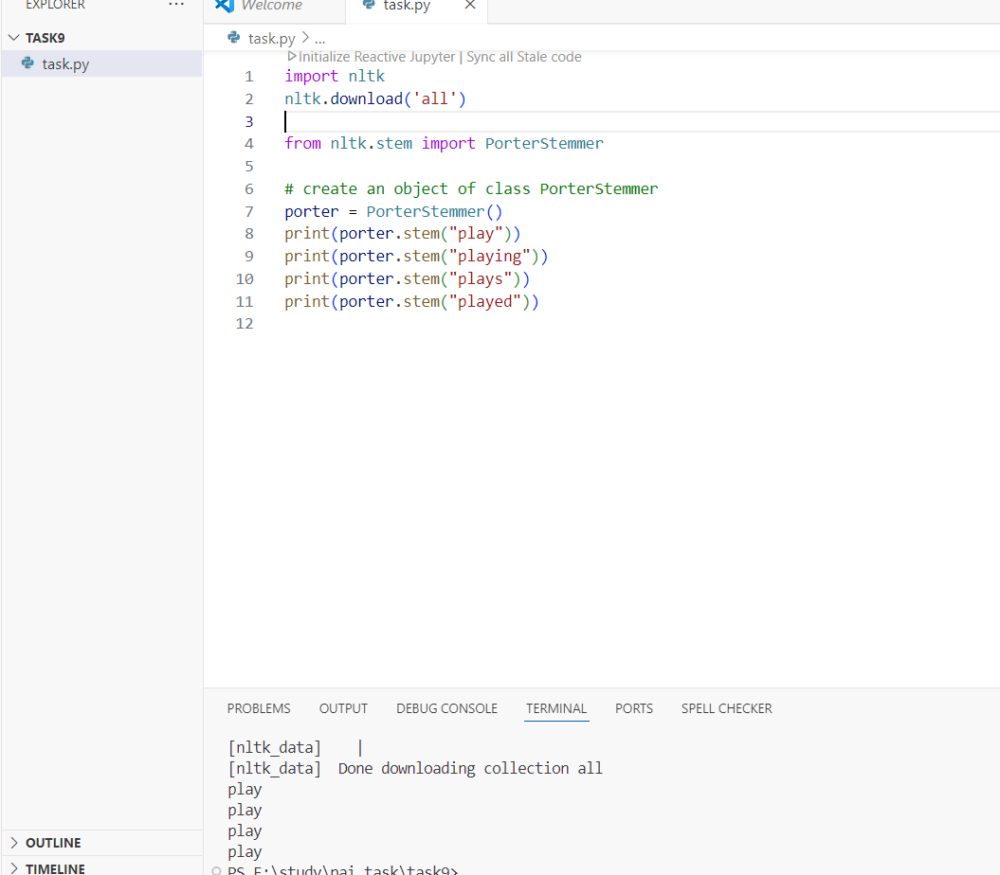 EXPLORER
TASK9
task.py
Welcome
task.py
task.py > ...
Initialize Reactive Jupyter | Sync all Stale code
1 import nltk
2 nltk.download('all')
3
4 from nltk.stem import PorterStemmer
5
6 # create an object of class PorterStemmer
7 porter = PorterStemmer()
8 print(porter.stem("play"))
9 print(porter.stem("playing"))
10 print(porter.stem("plays"))
11 print(porter.stem("played"))
12
PROBLEMS OUTPUT DEBUG CONSOLE TERMINAL PORTS SPELL CHECKER
[nltk_data]    |
[nltk_data]  Done downloading collection all
play
play
play
play
PS E:\study\nai task\task9>
OUTLINE
TIMELINE